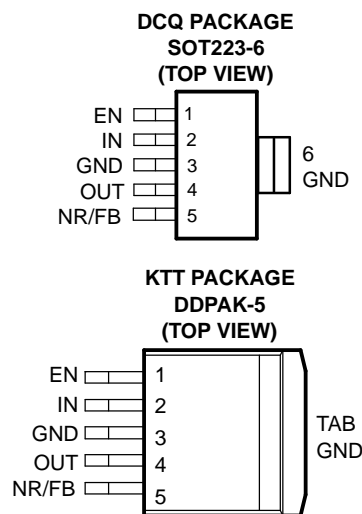 DCQ PACKAGE
SOT223-6
(TOP VIEW)
EN 1
IN 2
GND 3
OUT 4
NR/FB 5
6
GND
KTT PACKAGE
DDPAK-5
(TOP VIEW)
EN 1
IN 2
GND 3
OUT 4
NR/FB 5
TAB
GND